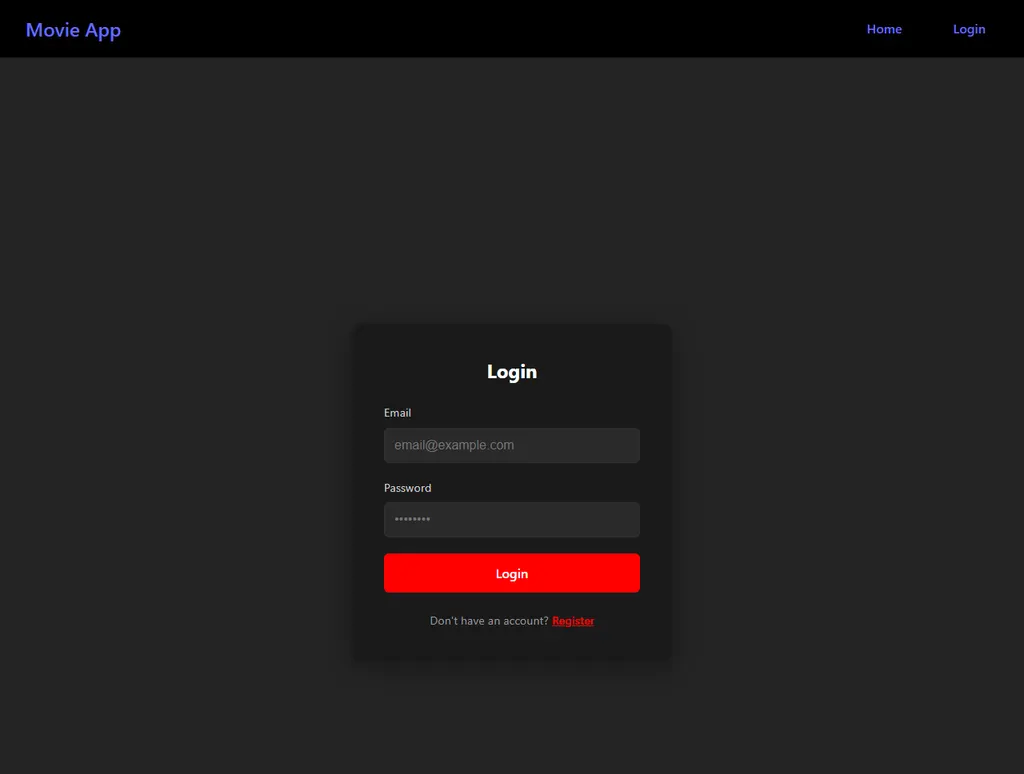 Movie App
Home
Login
Login
Email
email@example.com
Password
••••••••
Login
Don't have an account? Register